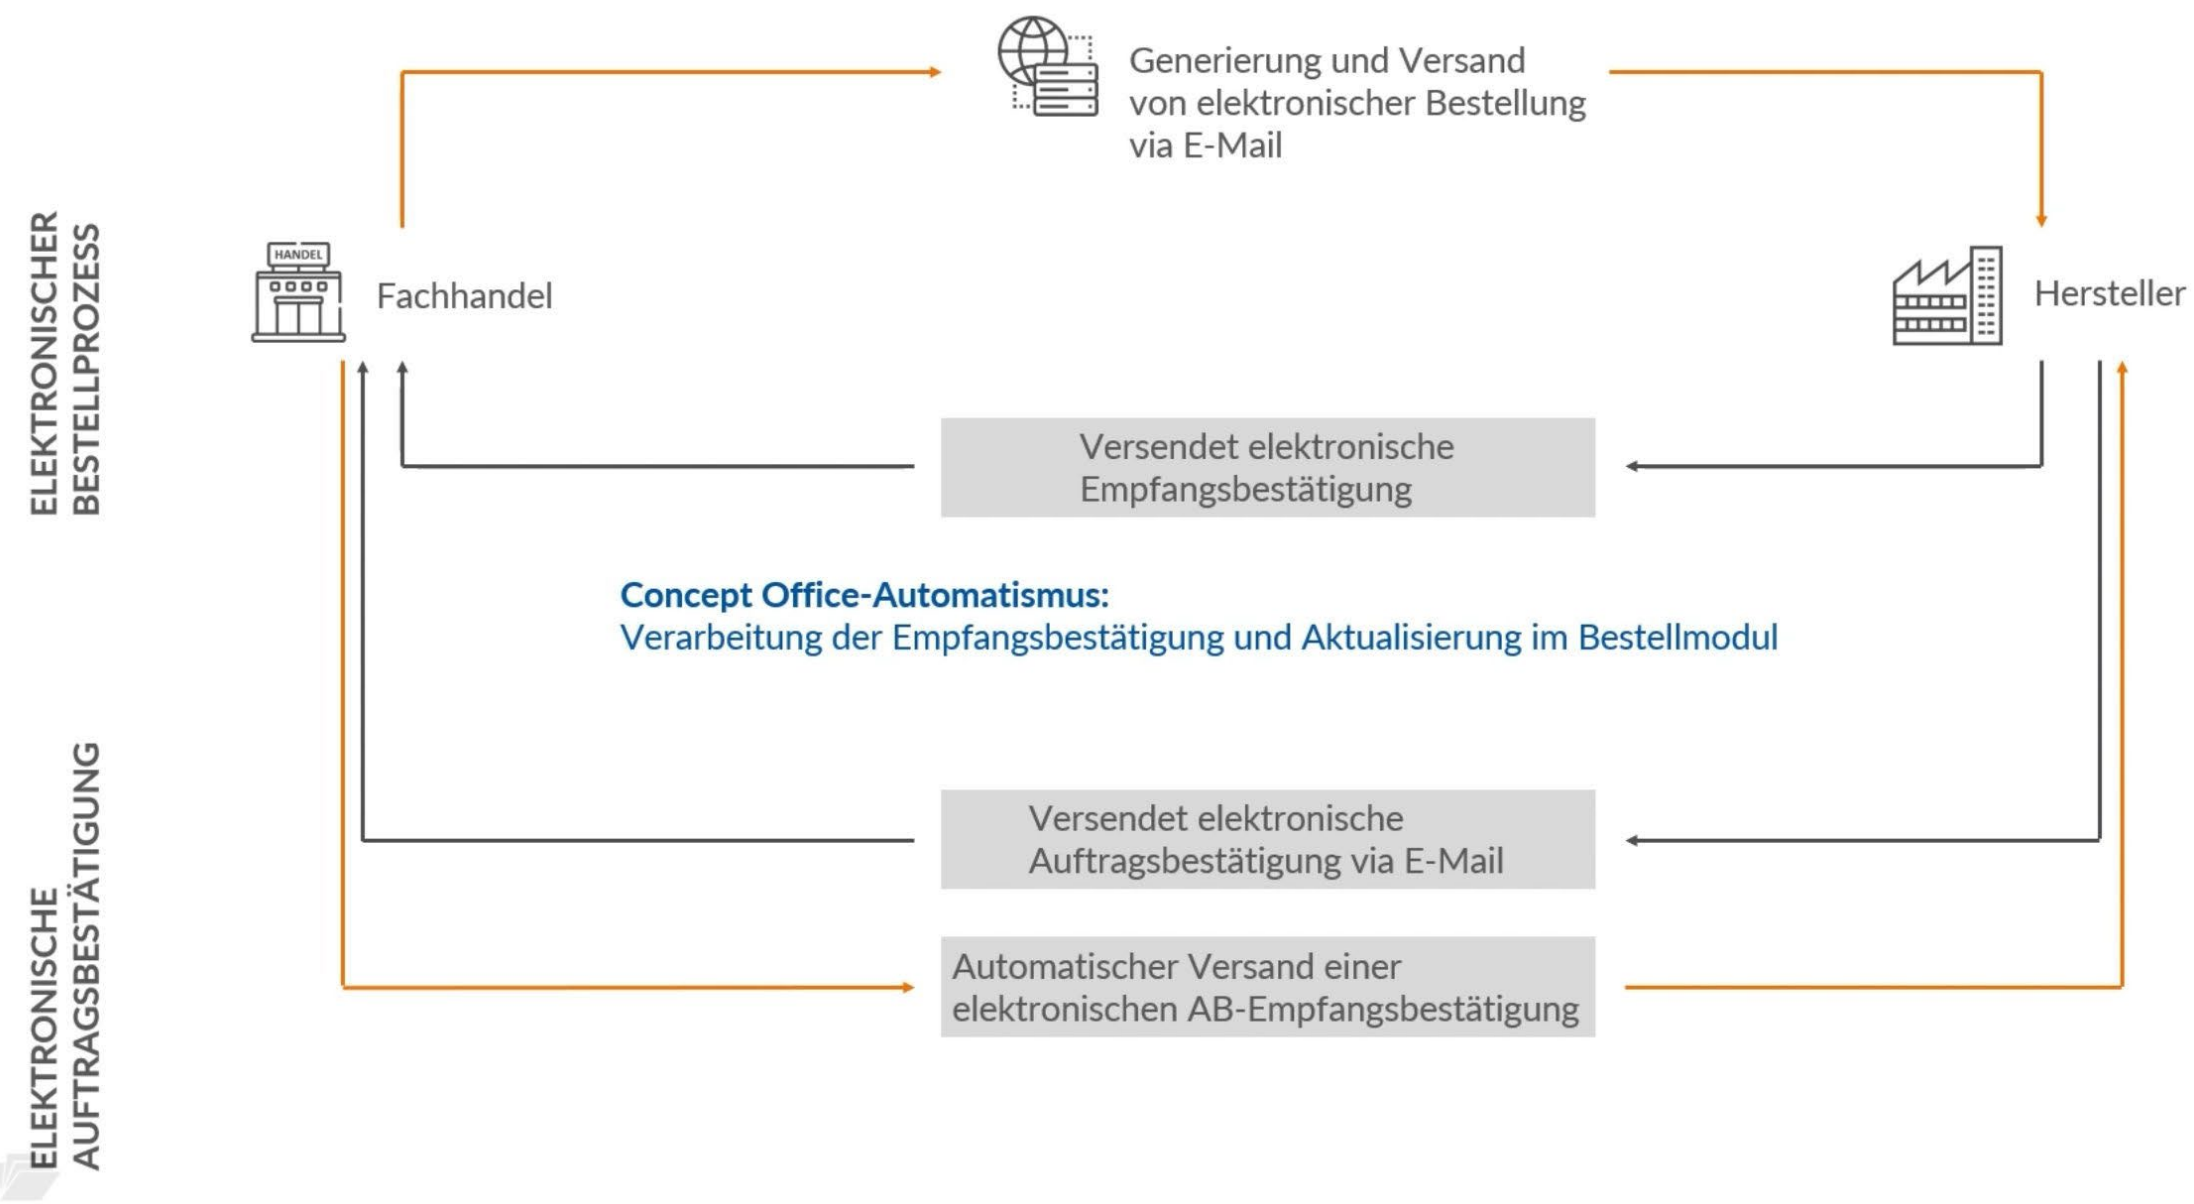 Generierung und Versand
von elektronischer Bestellung
via E-Mail
ELEKTRONISCHER
BESTELLPROZESS
HANDEL
Fachhandel
Hersteller
Versendet elektronische
Empfangsbestätigung
Concept Office-Automatismus:
Verarbeitung der Empfangsbestätigung und Aktualisierung im Bestellmodul
ELEKTRONISCHE
AUFTRAGSBESTÄTIGUNG
Versendet elektronische
Auftragsbestätigung via E-Mail
Automatischer Versand einer
elektronischen AB-Empfangsbestätigung